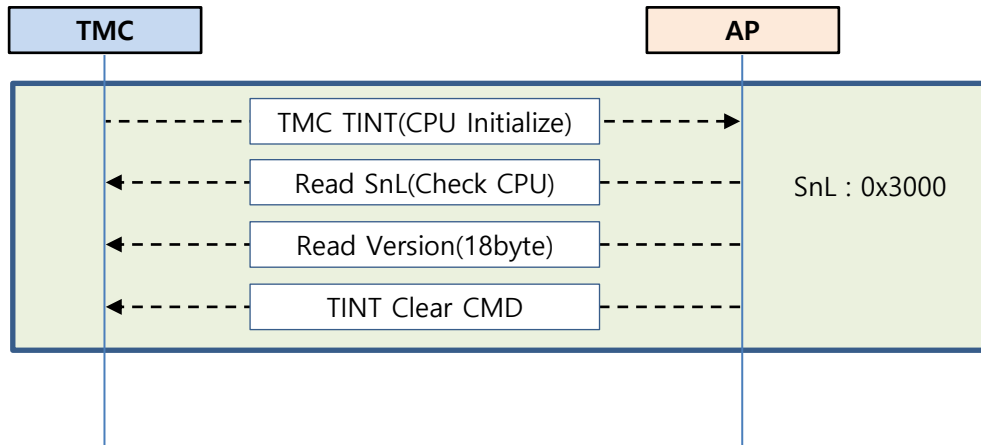 TMC
AP
TMC TINT(CPU Initialize)
Read SnL(Check CPU)
SnL : 0x3000
Read Version(18byte)
TINT Clear CMD